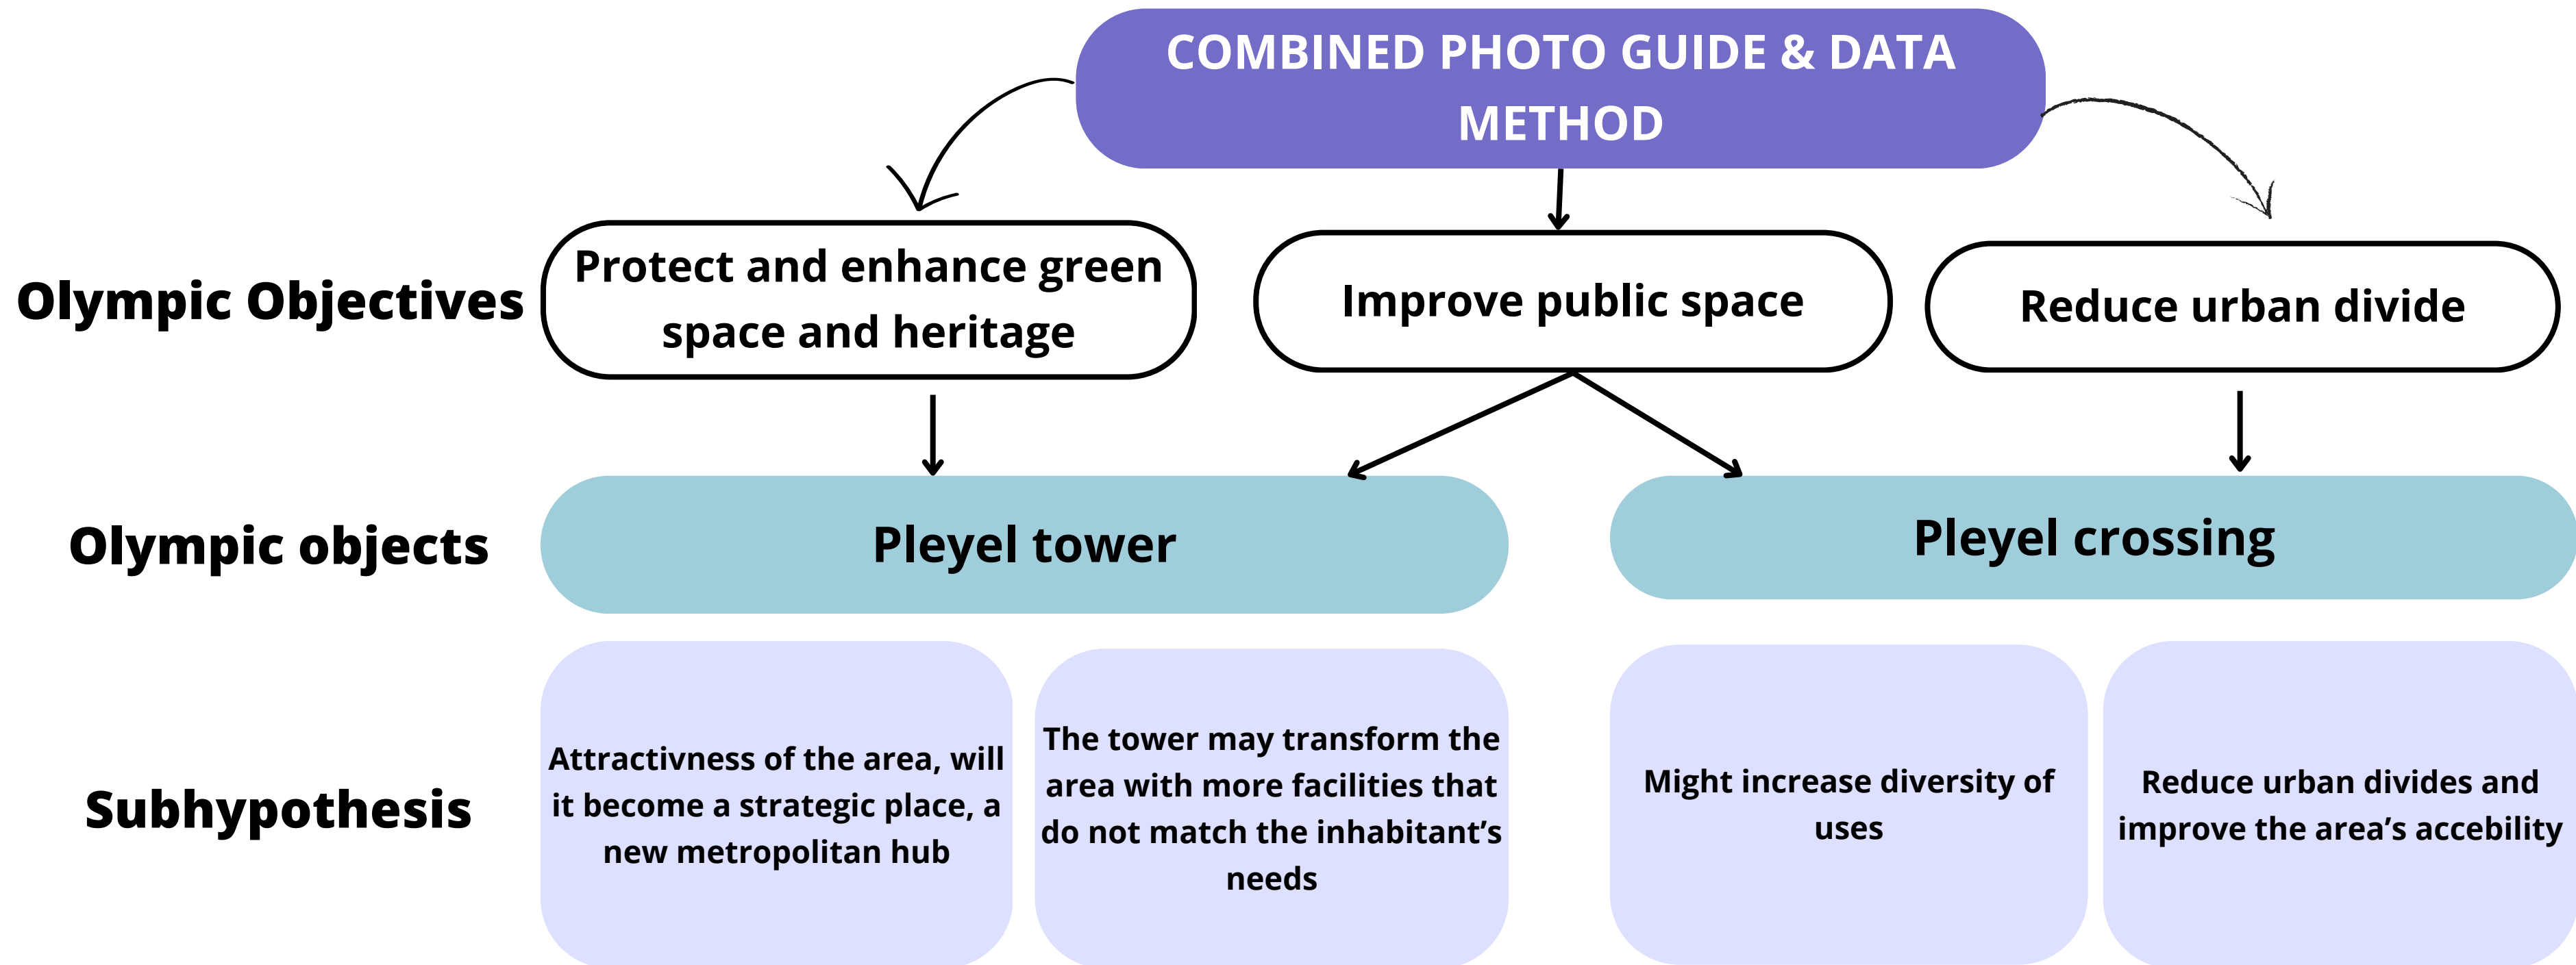 COMBINED PHOTO GUIDE & DATA
METHOD
Olympic Objectives
Protect and enhance green
space and heritage
Improve public space
Reduce urban divide
Olympic objects
Pleyel tower
Pleyel crossing
Subhypothesis
Attractivness of the area, will
it become a strategic place, a
new metropolitan hub
The tower may transform the
area with more facilities that
do not match the inhabitant’s
needs
Might increase diversity of
uses
Reduce urban divides and
improve the area’s accebility